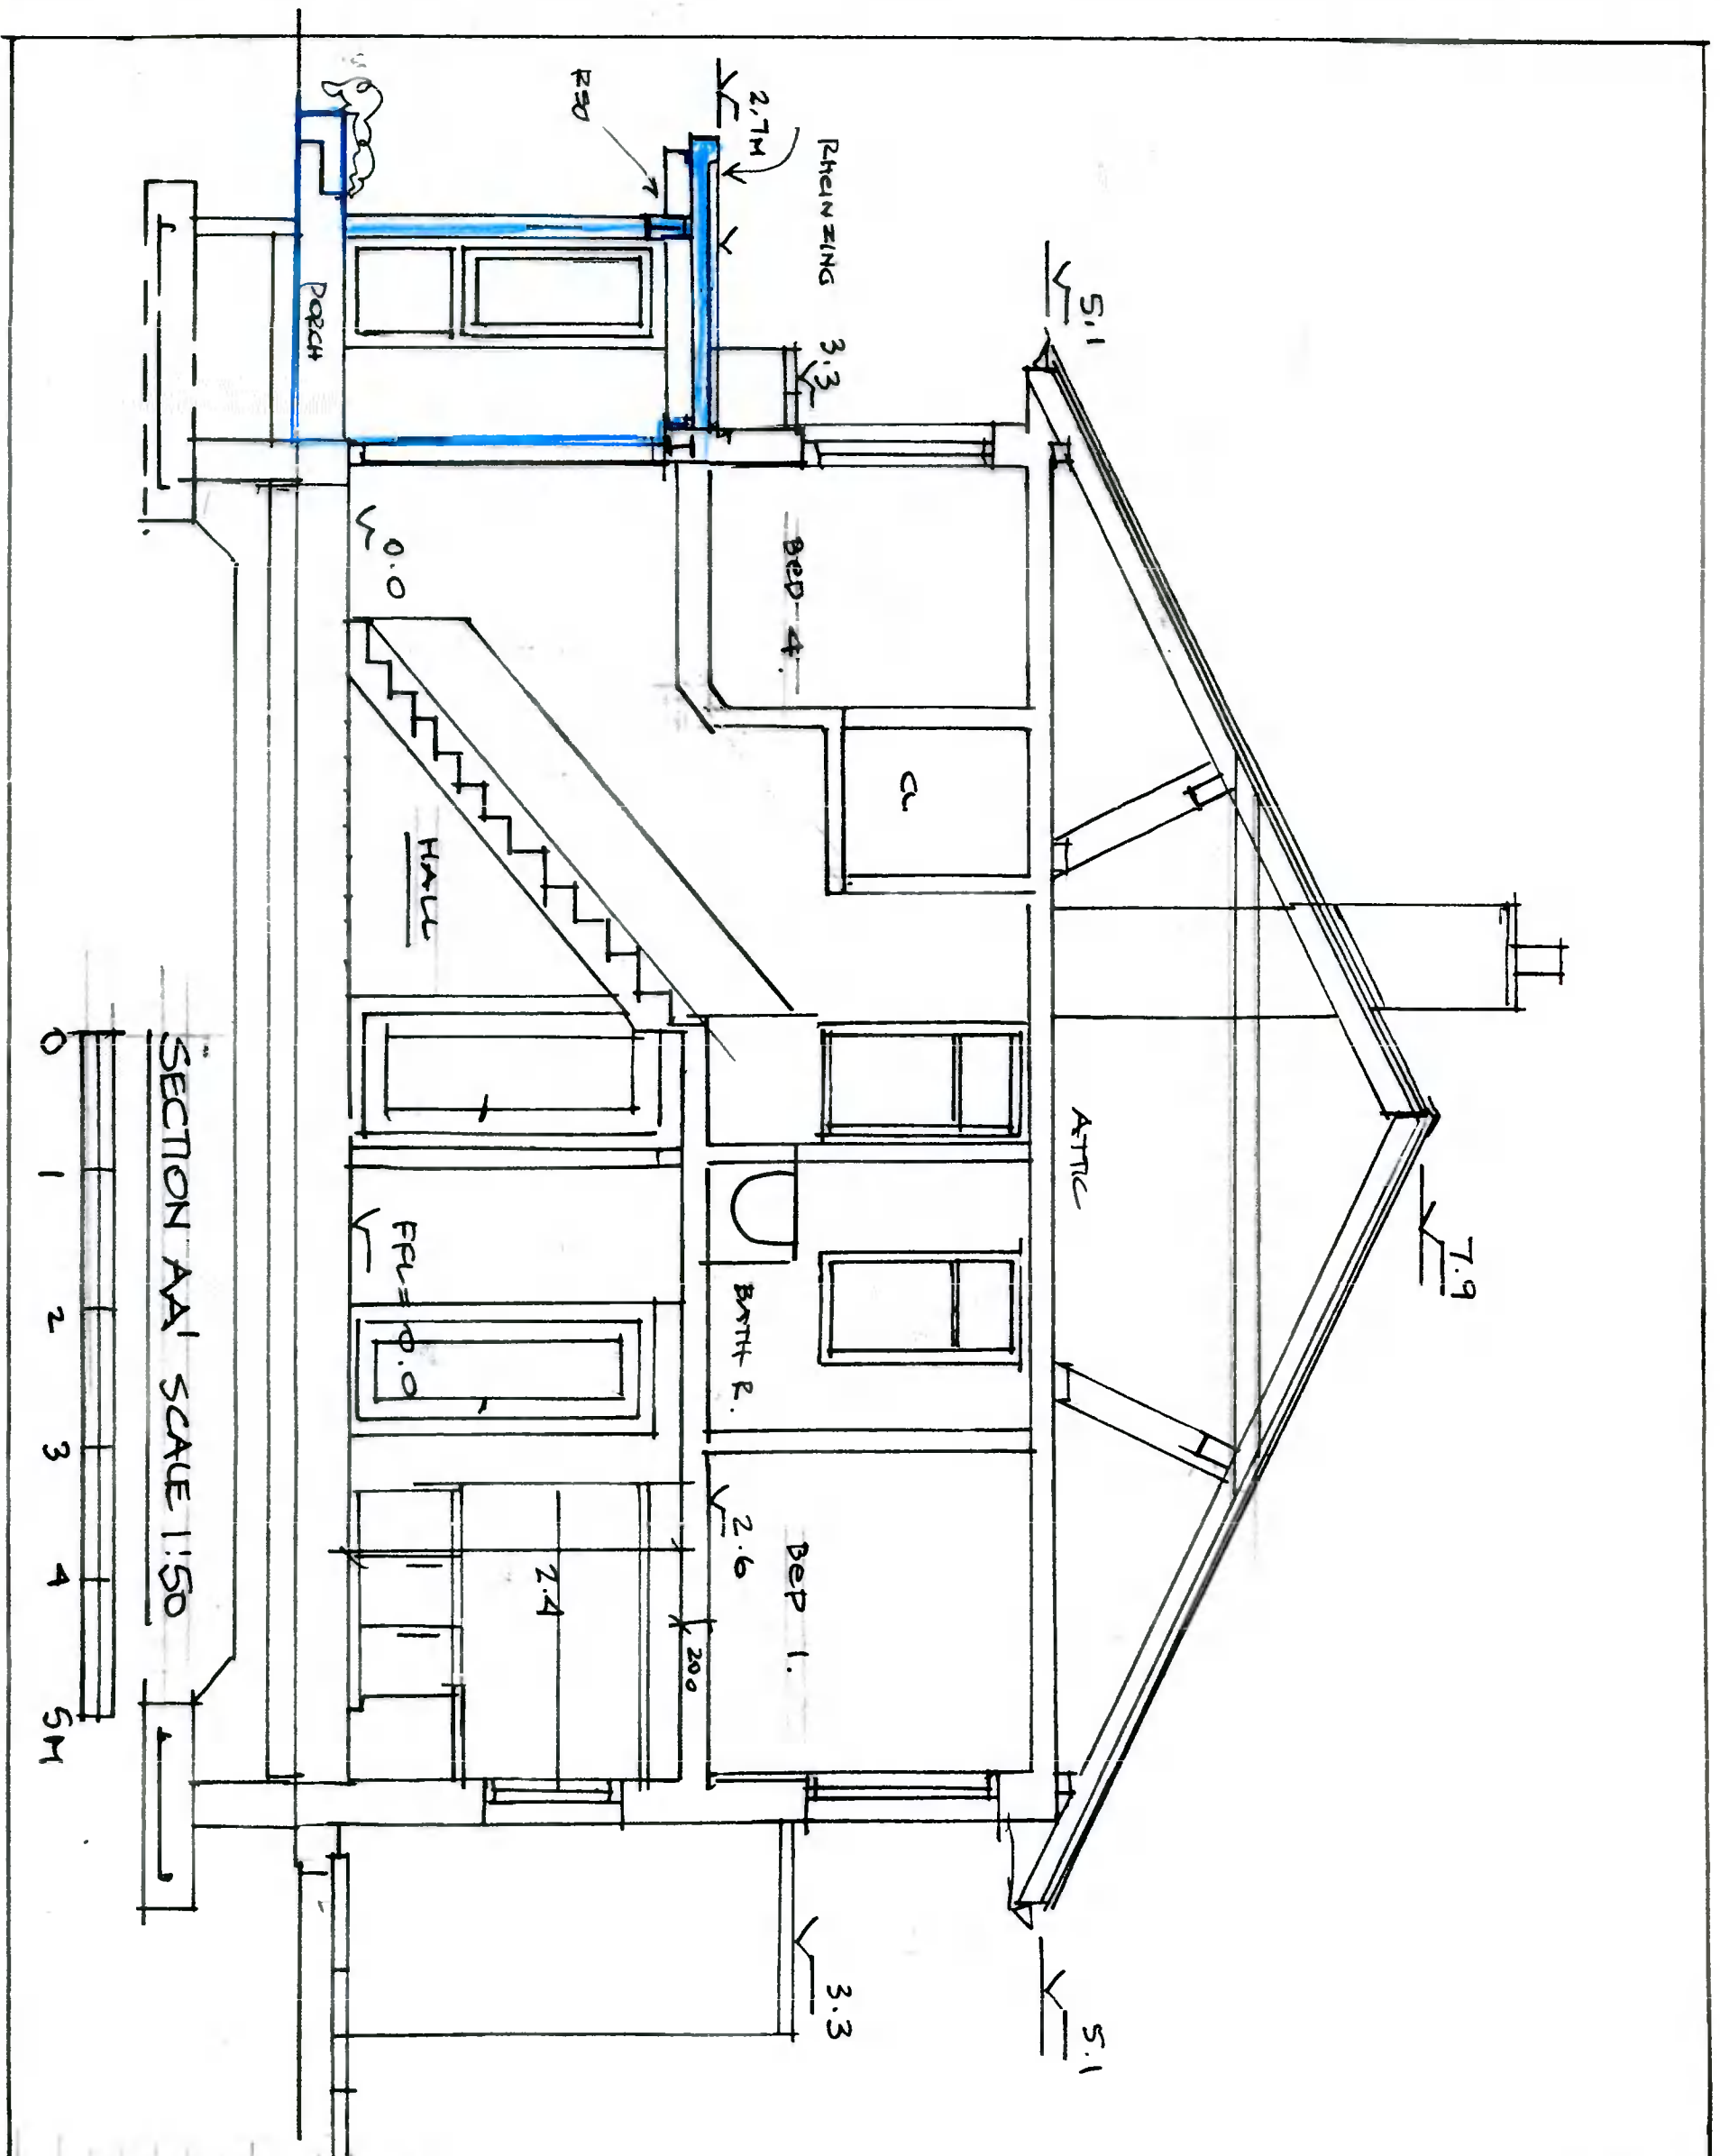 7.9
5.1
5.1
ATTIC
RHEINZING
3.3
3.3
2.7M
BED 4.
CL
BATH R.
BED 1.
2.6
200
2.4
HALL
0.0
FFL = 0.0
PORCH
SECTION AA' SCALE 1:50
0 1 2 3 4 5M